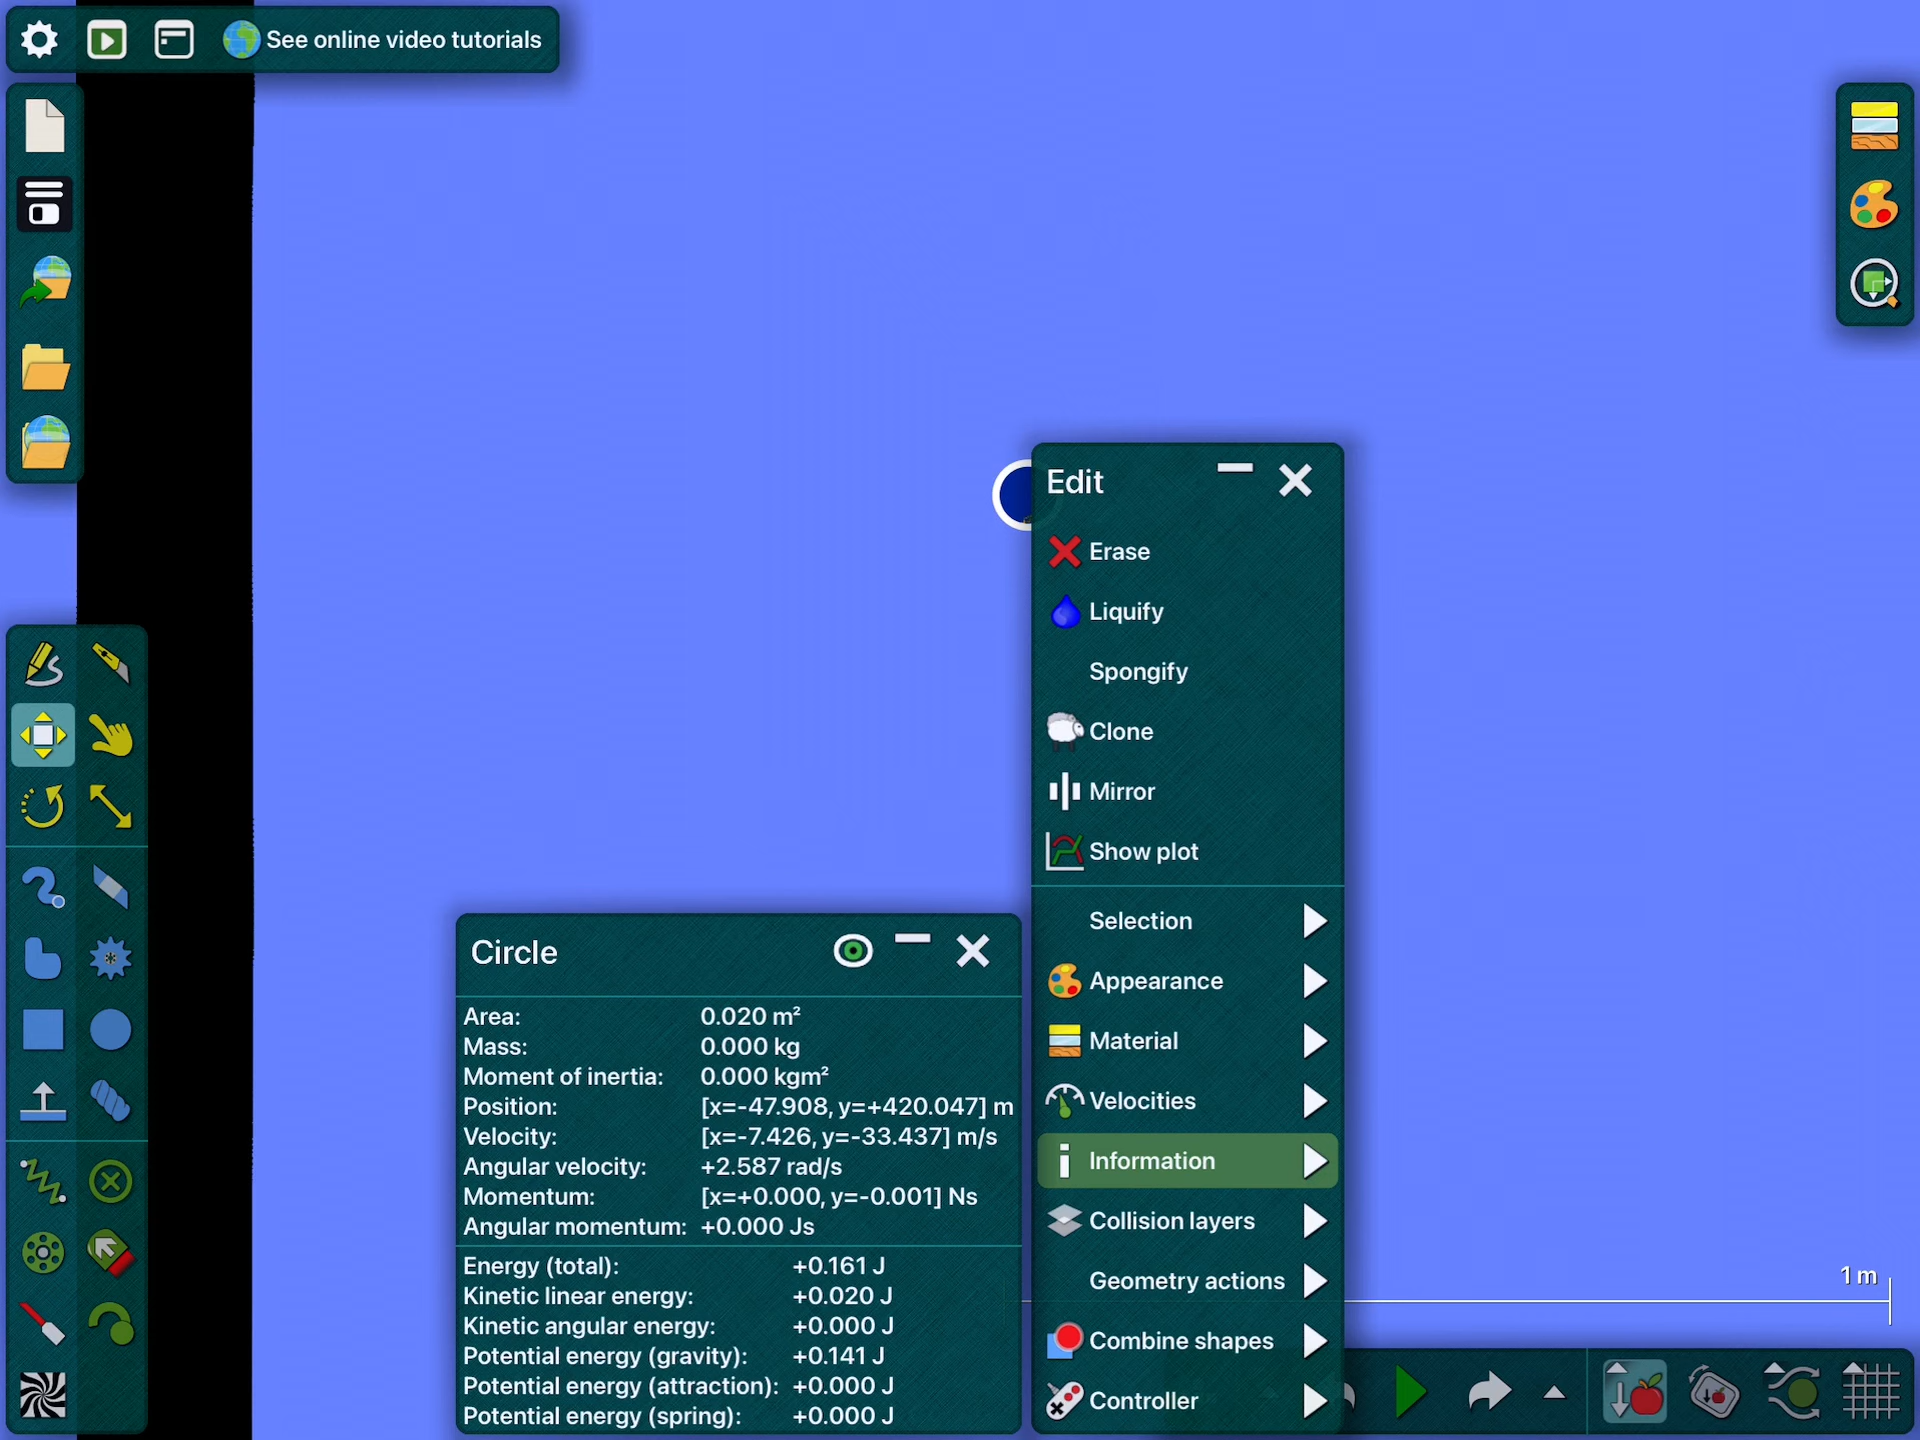 See online video tutorials
Edit
Erase
Liquify
Spongify
Clone
Mirror
Show plot
Selection
Appearance
Material
Velocities
Information
Collision layers
Geometry actions
Combine shapes
Controller
Circle
Area: 0.020 m²
Mass: 0.000 kg
Moment of inertia: 0.000 kgm²
Position: [x=-47.908, y=+420.047] m
Velocity: [x=-7.426, y=-33.437] m/s
Angular velocity: +2.587 rad/s
Momentum: [x=+0.000, y=-0.001] Ns
Angular momentum: +0.000 Js
Energy (total): +0.161 J
Kinetic linear energy: +0.020 J
Kinetic angular energy: +0.000 J
Potential energy (gravity): +0.141 J
Potential energy (attraction): +0.000 J
Potential energy (spring): +0.000 J
1 m